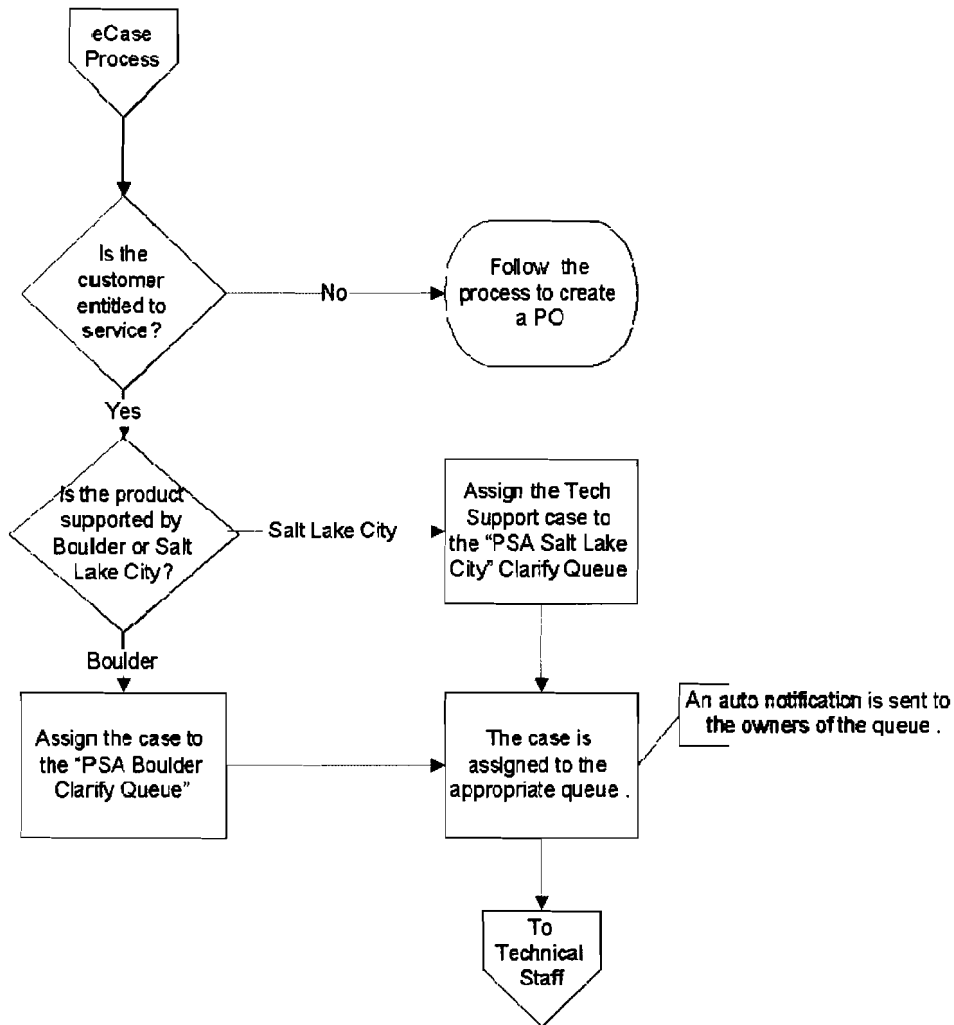 eCase
Process
Is the
customer
entitled to
service?
No
Follow the
process to create
a PO
Yes
Is the product
supported by
Boulder or Salt
Lake City?
Salt Lake City
Assign the Tech
Support case to
the "PSA Salt Lake
City" Clarify Queue
Boulder
Assign the case to
the "PSA Boulder
Clarify Queue"
The case is
assigned to the
appropriate queue .
An auto notification is sent to
the owners of the queue .
To
Technical
Staff